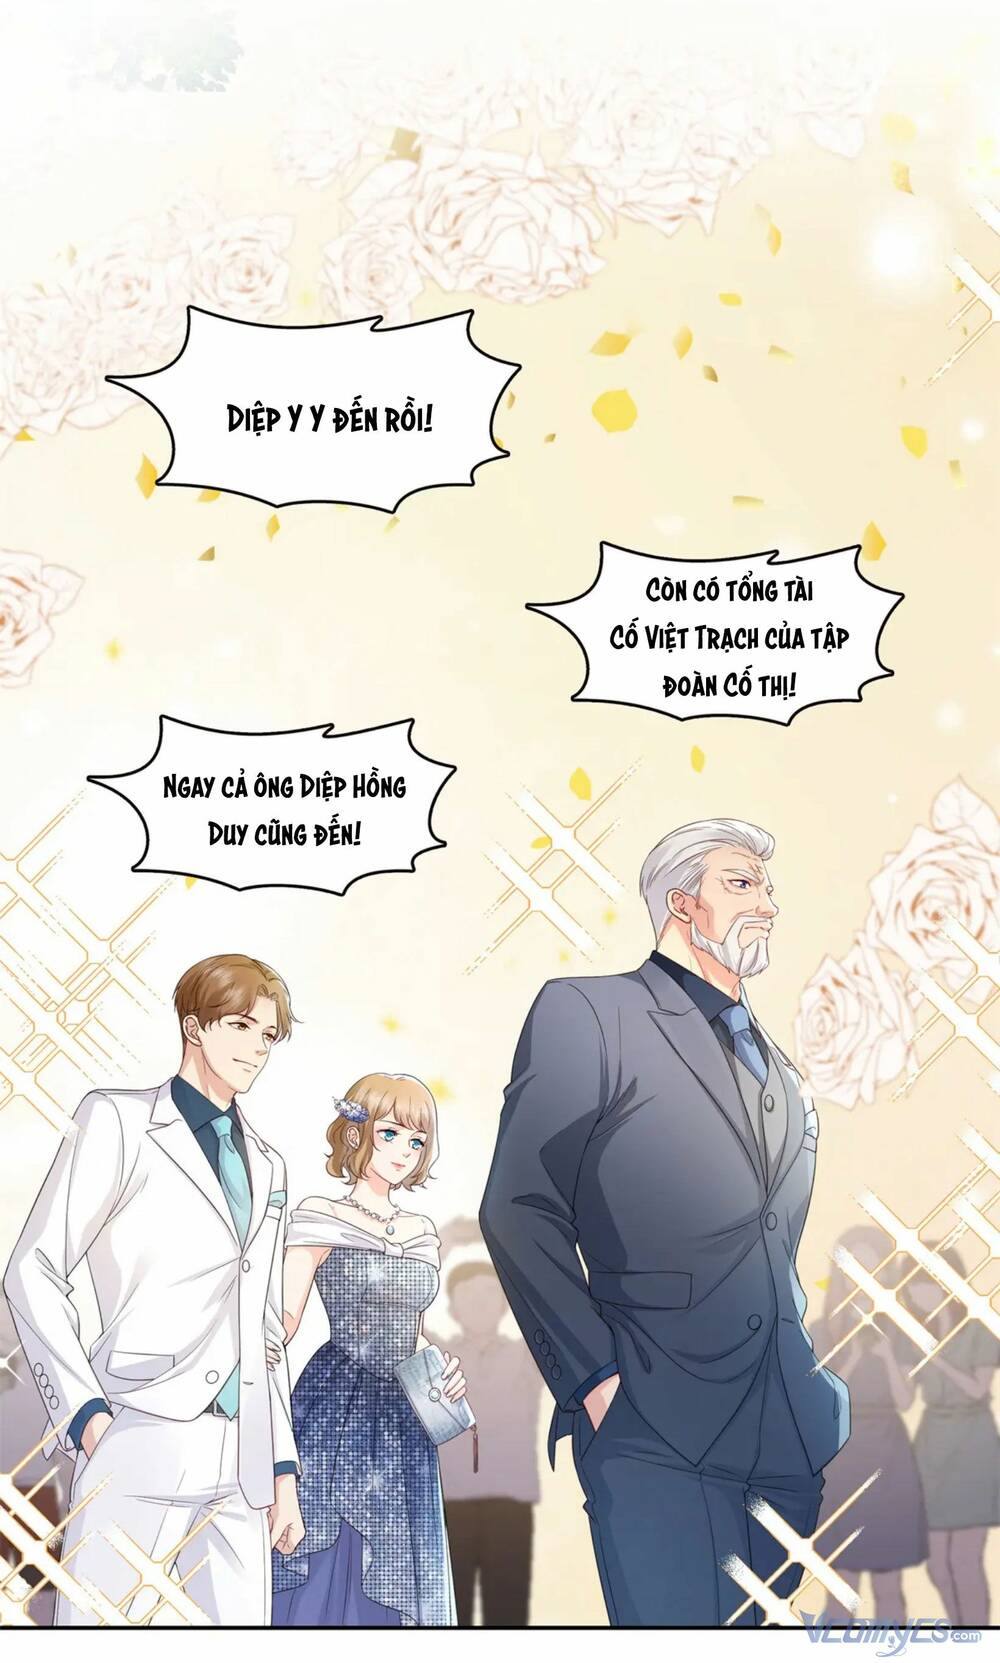 DIỆP Y Y ĐẾN RỒI!
CÒN CÓ TỔNG TÀI
CỐ VIỆT TRẠCH CỦA TẬP
ĐOÀN CỐ THỊ!
NGAY CẢ ÔNG DIỆP HỒNG
DUY CŨNG ĐẾN!
VCOMYCS.com